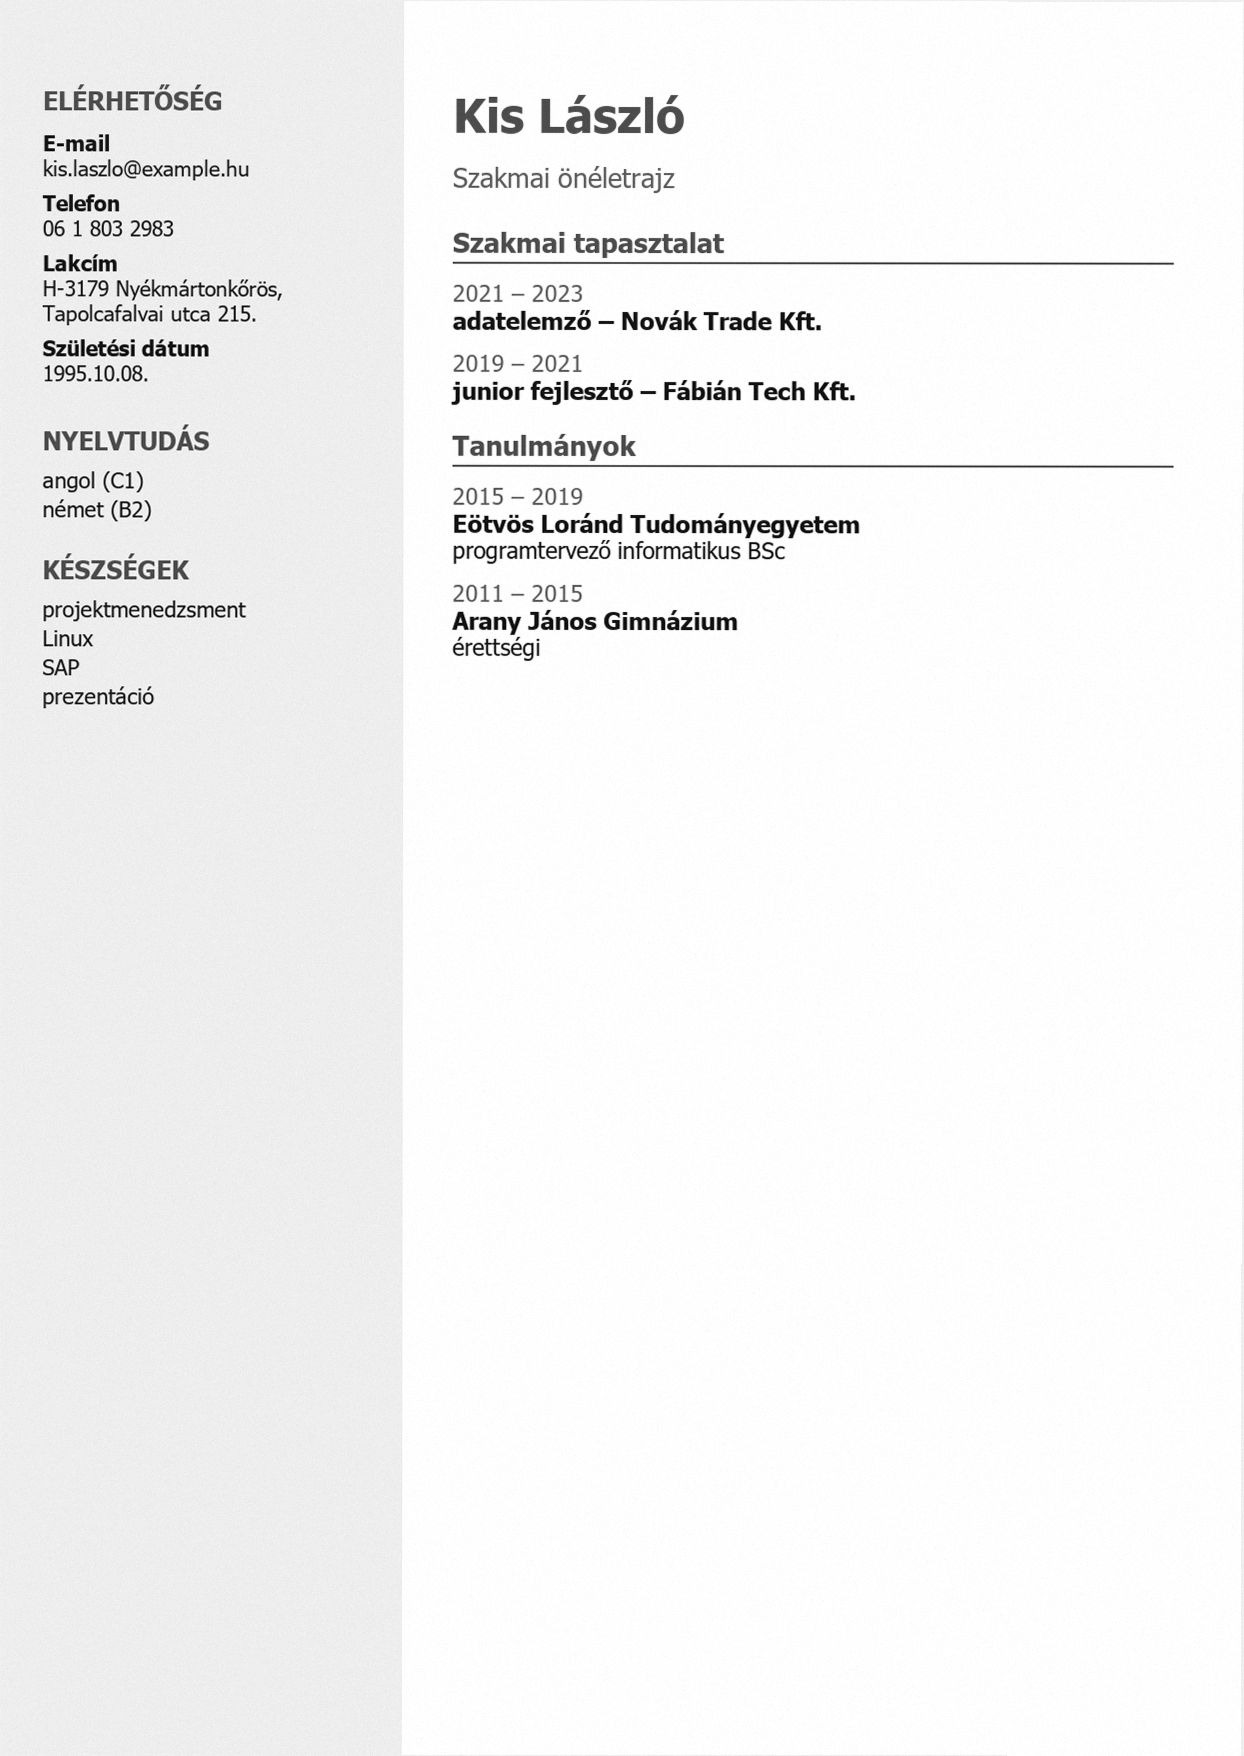 ELÉRHETŐSÉG
E-mail
kis.laszlo@example.hu
Telefon
06 1 803 2983
Lakcím
H-3179 Nyékmártonkőrös,
Tapolcafalvai utca 215.
Születési dátum
1995.10.08.
NYELVTUDÁS
angol (C1)
német (B2)
KÉSZSÉGEK
projektmenedzsment
Linux
SAP
prezentáció
Kis László
Szakmai önéletrajz
Szakmai tapasztalat
2021 – 2023
adatelemző – Novák Trade Kft.
2019 – 2021
junior fejlesztő – Fábián Tech Kft.
Tanulmányok
2015 – 2019
Eötvös Loránd Tudományegyetem
programtervező informatikus BSc
2011 – 2015
Arany János Gimnázium
érettségi